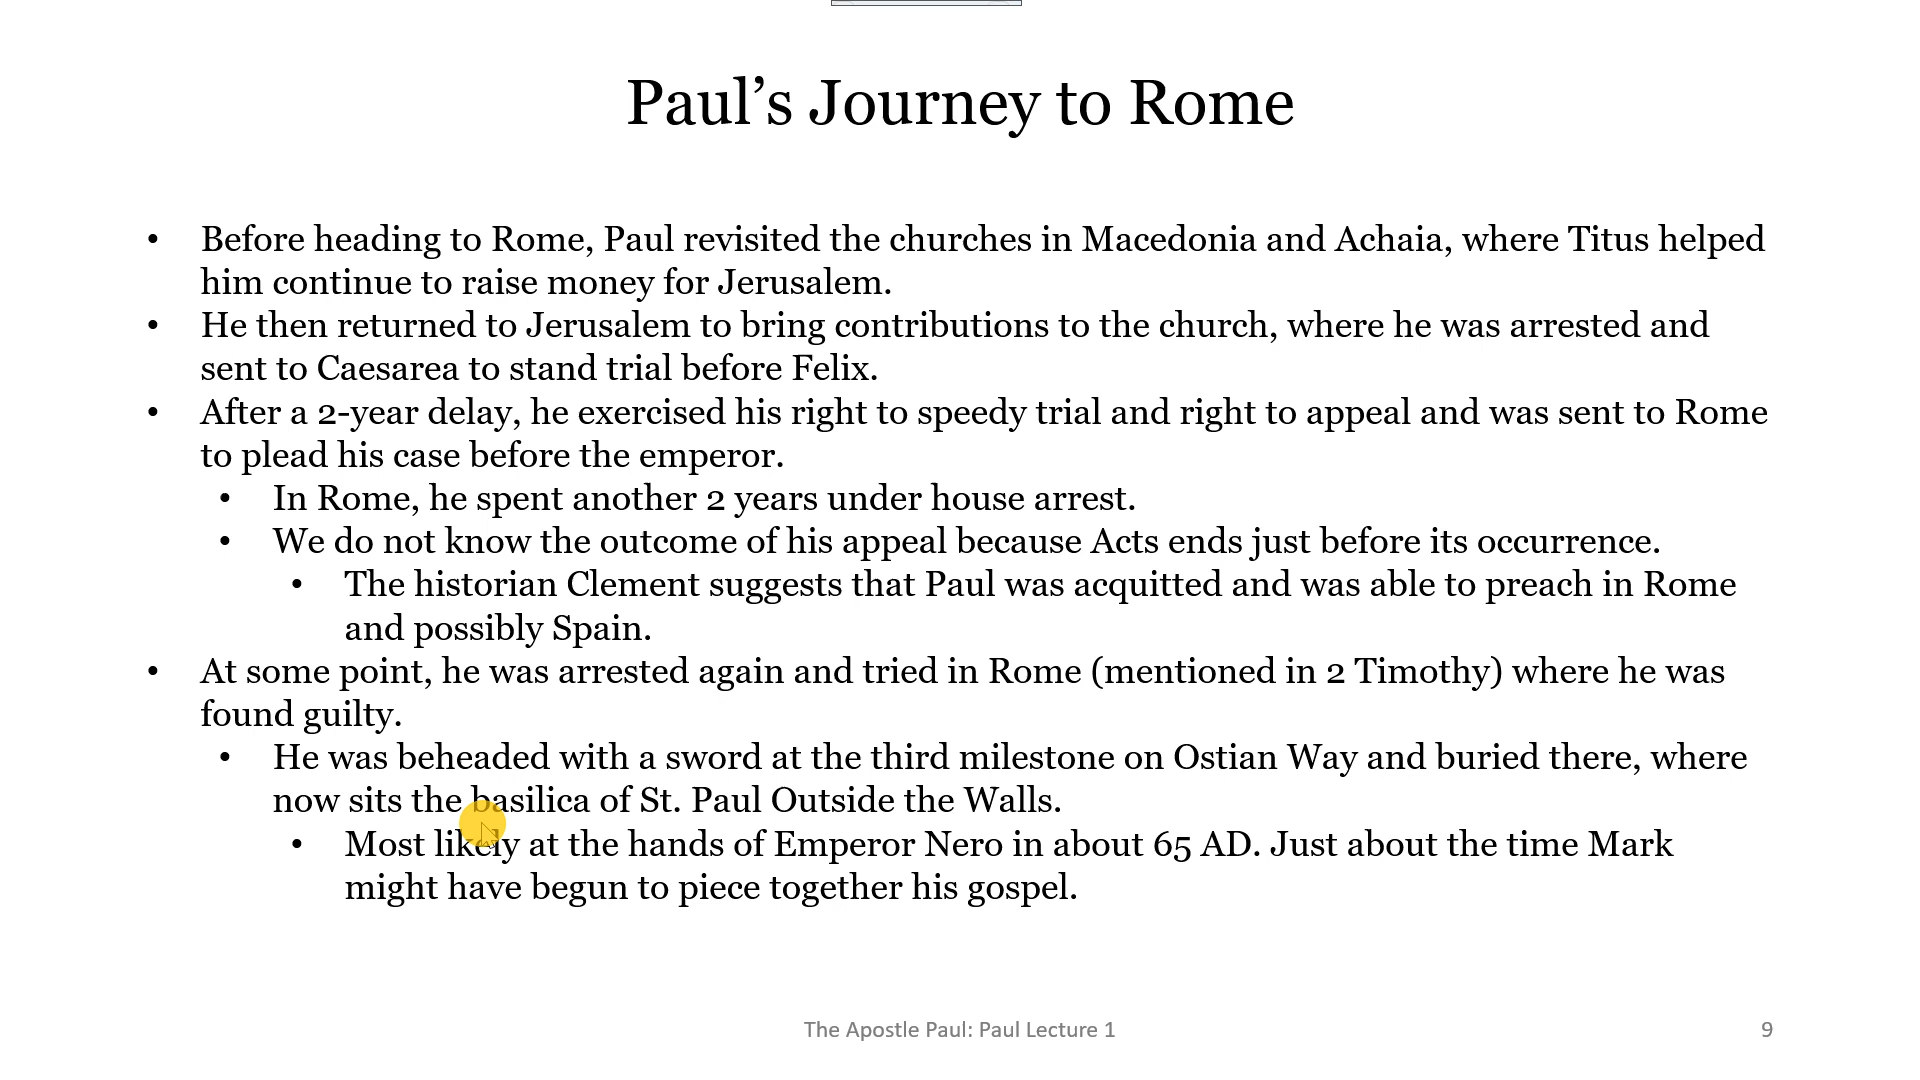 Paul’s Journey to Rome
• Before heading to Rome, Paul revisited the churches in Macedonia and Achaia, where Titus helped
him continue to raise money for Jerusalem.
• He then returned to Jerusalem to bring contributions to the church, where he was arrested and
sent to Caesarea to stand trial before Felix.
• After a 2-year delay, he exercised his right to speedy trial and right to appeal and was sent to Rome
to plead his case before the emperor.
• In Rome, he spent another 2 years under house arrest.
• We do not know the outcome of his appeal because Acts ends just before its occurrence.
• The historian Clement suggests that Paul was acquitted and was able to preach in Rome
and possibly Spain.
• At some point, he was arrested again and tried in Rome (mentioned in 2 Timothy) where he was
found guilty.
• He was beheaded with a sword at the third milestone on Ostian Way and buried there, where
now sits the basilica of St. Paul Outside the Walls.
• Most likely at the hands of Emperor Nero in about 65 AD. Just about the time Mark
might have begun to piece together his gospel.
The Apostle Paul: Paul Lecture 1
9